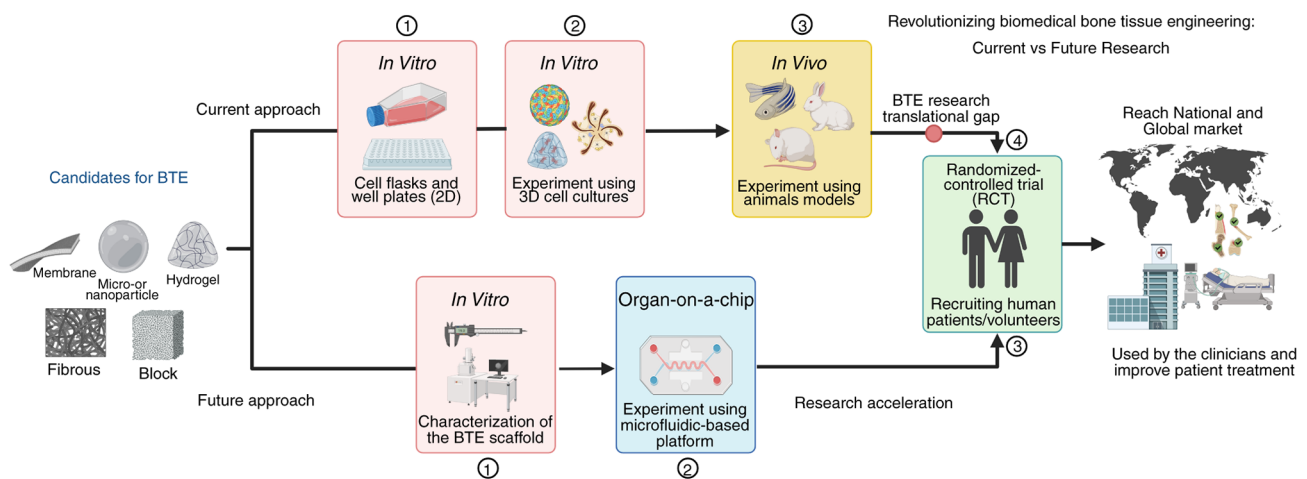 Revolutionizing biomedical bone tissue engineering:
Current vs Future Research
Candidates for BTE
Membrane
Micro-or
nanoparticle
Hydrogel
Fibrous
Block
Current approach
1
In Vitro
Cell flasks and
well plates (2D)
2
In Vitro
Experiment using
3D cell cultures
3
In Vivo
Experiment using
animals models
BTE research
translational gap
4
Randomized-
controlled trial
(RCT)
Recruiting human
patients/volunteers
3
Future approach
In Vitro
Characterization of
the BTE scaffold
1
Organ-on-a-chip
Experiment using
microfluidic-based
platform
2
Research acceleration
Reach National and
Global market
Used by the clinicians and
improve patient treatment